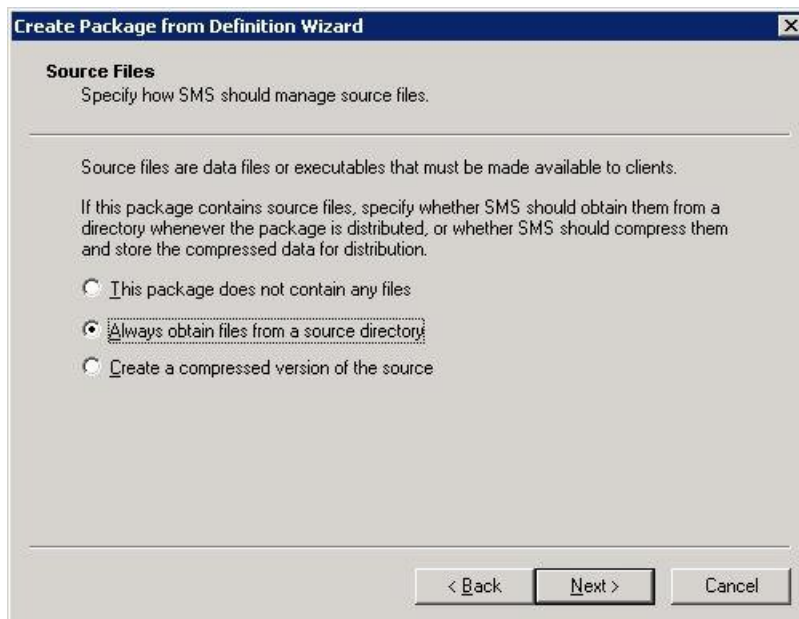 Create Package from Definition Wizard
Source Files
Specify how SMS should manage source files.
Source files are data files or executables that must be made available to clients.
If this package contains source files, specify whether SMS should obtain them from a
directory whenever the package is distributed, or whether SMS should compress them
and store the compressed data for distribution.
This package does not contain any files
Always obtain files from a source directory
Create a compressed version of the source
< Back Next > Cancel